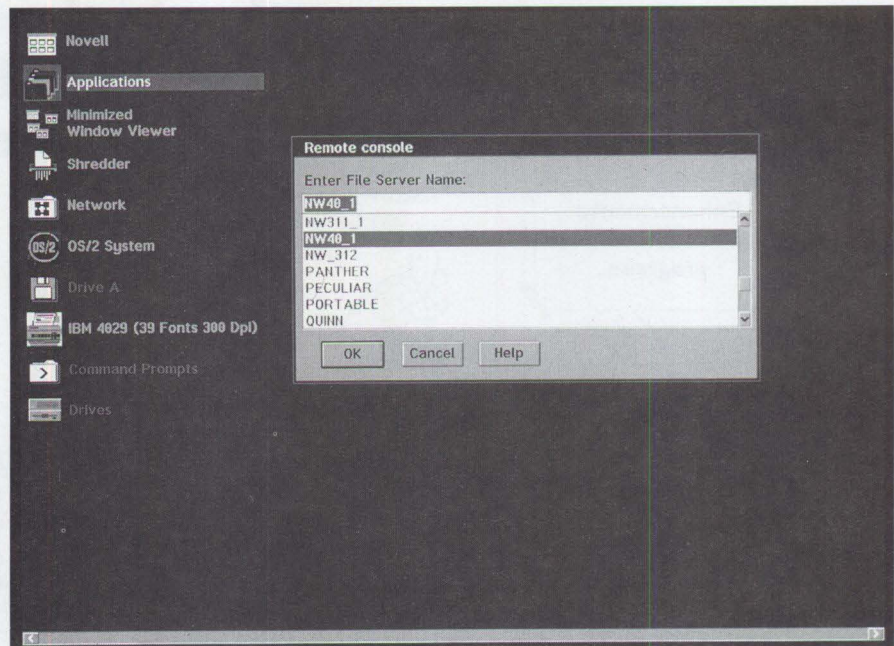 Novell
Applications
Minimized
Window Viewer
Shredder
Network
OS/2
OS/2 System
Drive A
IBM 4029 (39 Fonts 300 Dpi)
Command Prompts
Drives
Remote console
Enter File Server Name:
NW40_1
NW311_1
NW40_1
NW_312
PANTHER
PECULIAR
PORTABLE
QUINN
OK
Cancel
Help